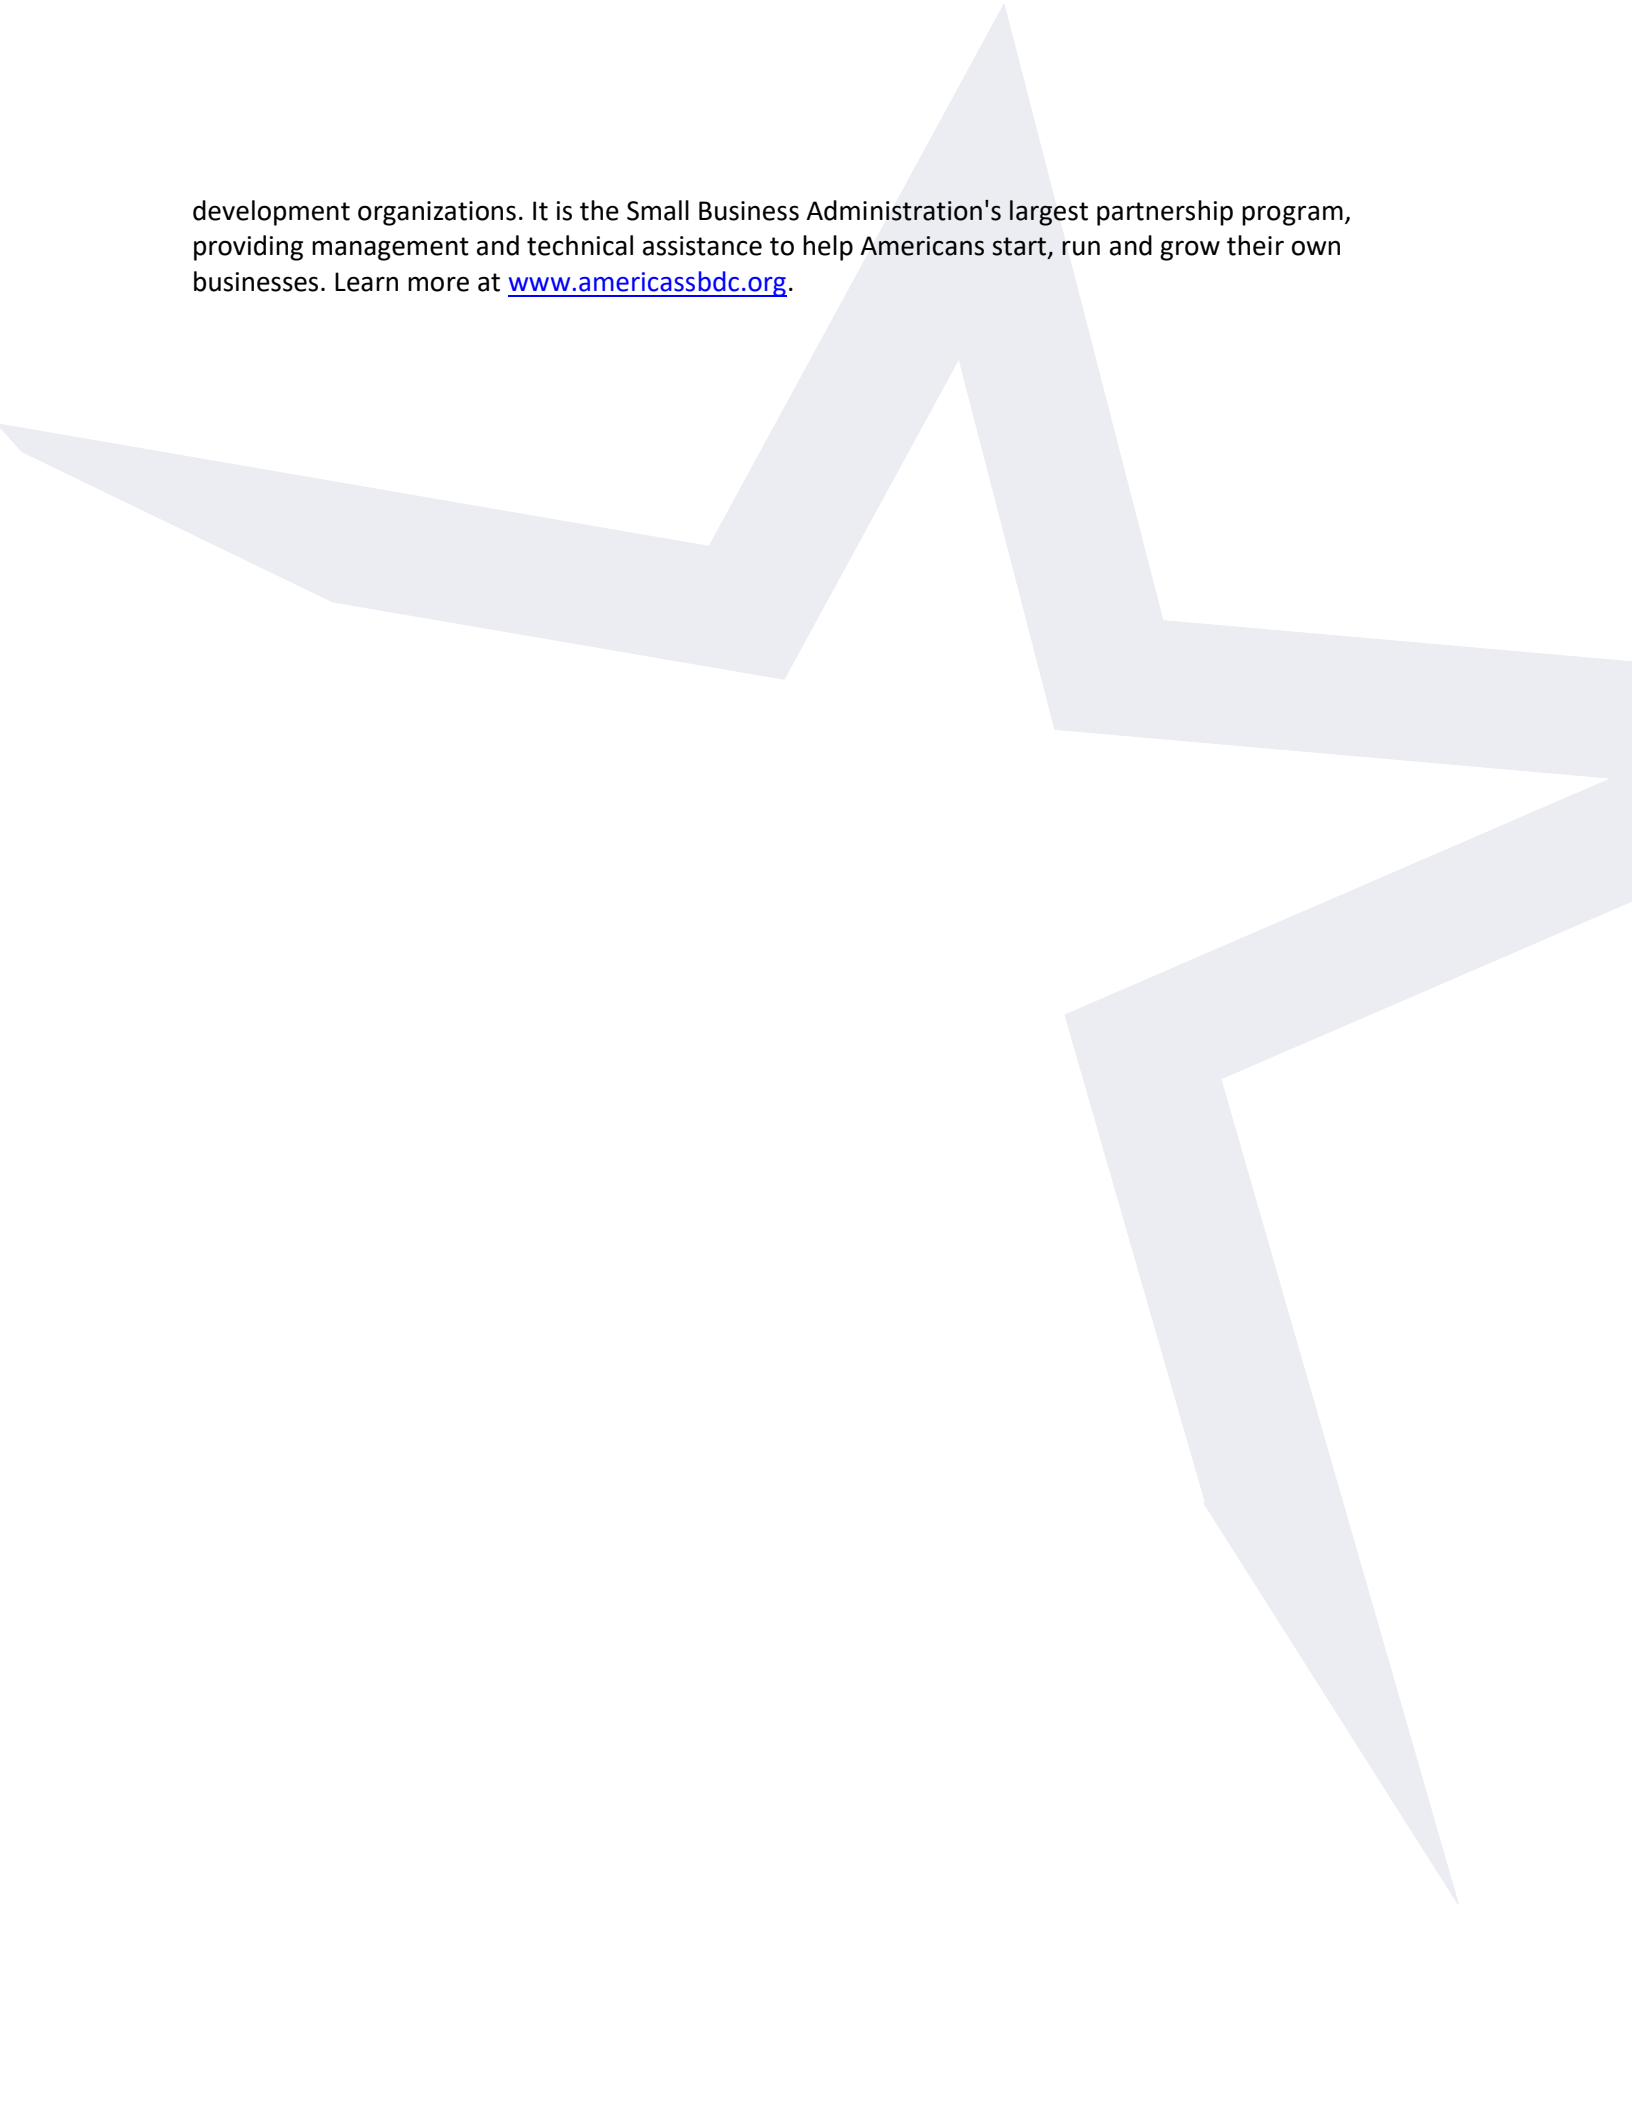 development organizations. It is the Small Business Administration's largest partnership program,
providing management and technical assistance to help Americans start, run and grow their own
businesses. Learn more at www.americassbdc.org.